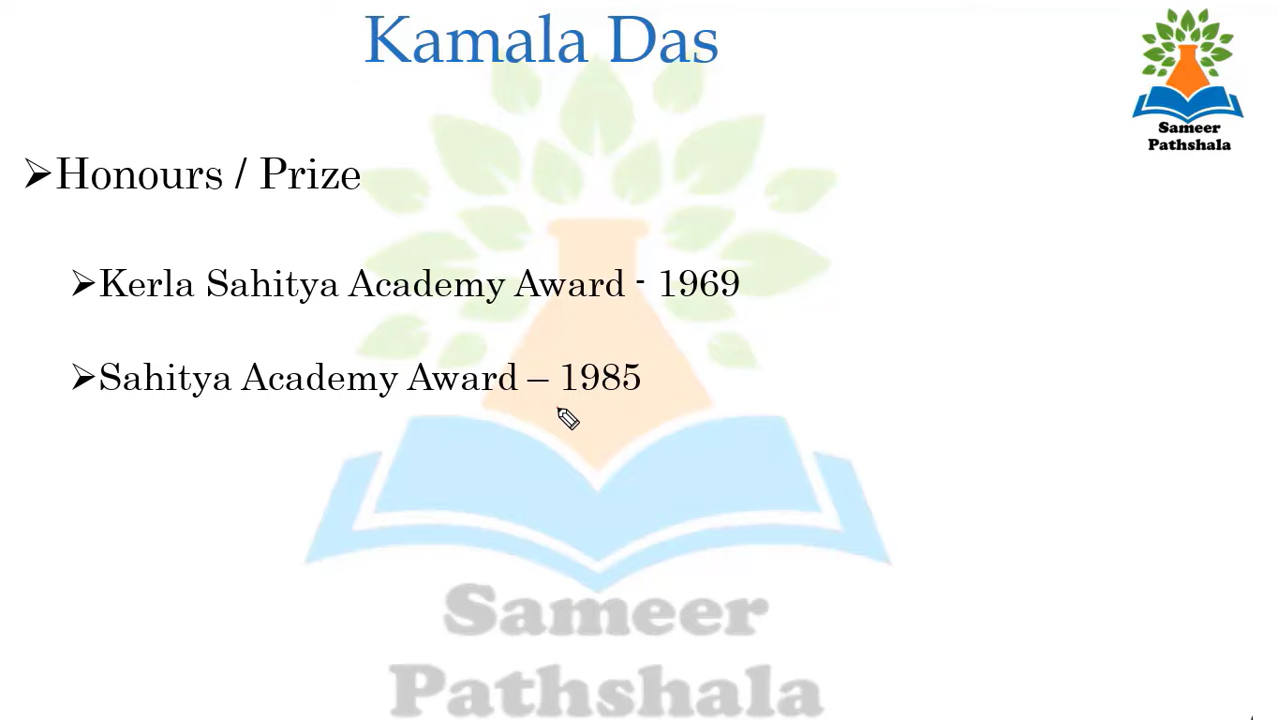 Kamala Das
Sameer
Pathshala
➢Honours / Prize
➢Kerla Sahitya Academy Award - 1969
➢Sahitya Academy Award – 1985
Sameer
Pathshala